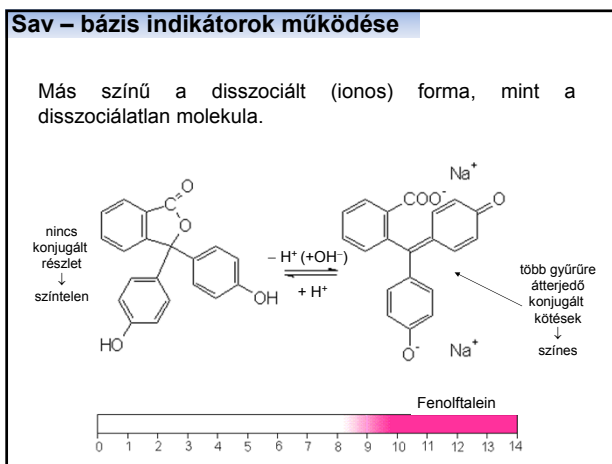 Sav – bázis indikátorok működése
Más színű a disszociált (ionos) forma, mint a
disszociálatlan molekula.
nincs
konjugált
részlet
↓
színtelen
O
C
O
OH
HO
– H⁺ (+OH⁻)
+ H⁺
Na⁺
COO⁻
O
O⁻
Na⁺
több gyűrűre
átterjedő
konjugált
kötések
↓
színes
Fenolftalein
0 1 2 3 4 5 6 7 8 9 10 11 12 13 14